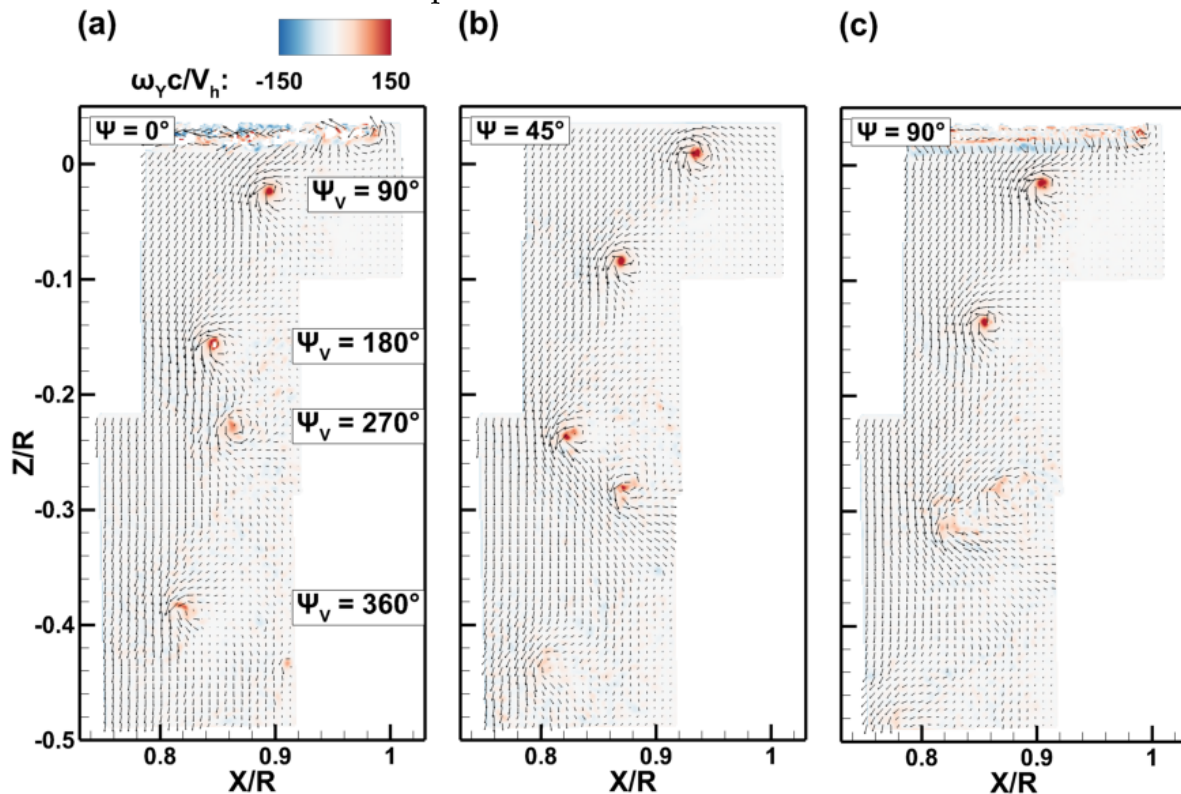 (a)
(b)
(c)
ω_Y c/V_h: -150 150
Ψ = 0°
Ψ = 45°
Ψ = 90°
Ψ_V = 90°
Ψ_V = 180°
Ψ_V = 270°
Ψ_V = 360°
Z/R
0
-0.1
-0.2
-0.3
-0.4
-0.5
0.8 0.9 1
0.8 0.9 1
0.8 0.9 1
X/R
X/R
X/R